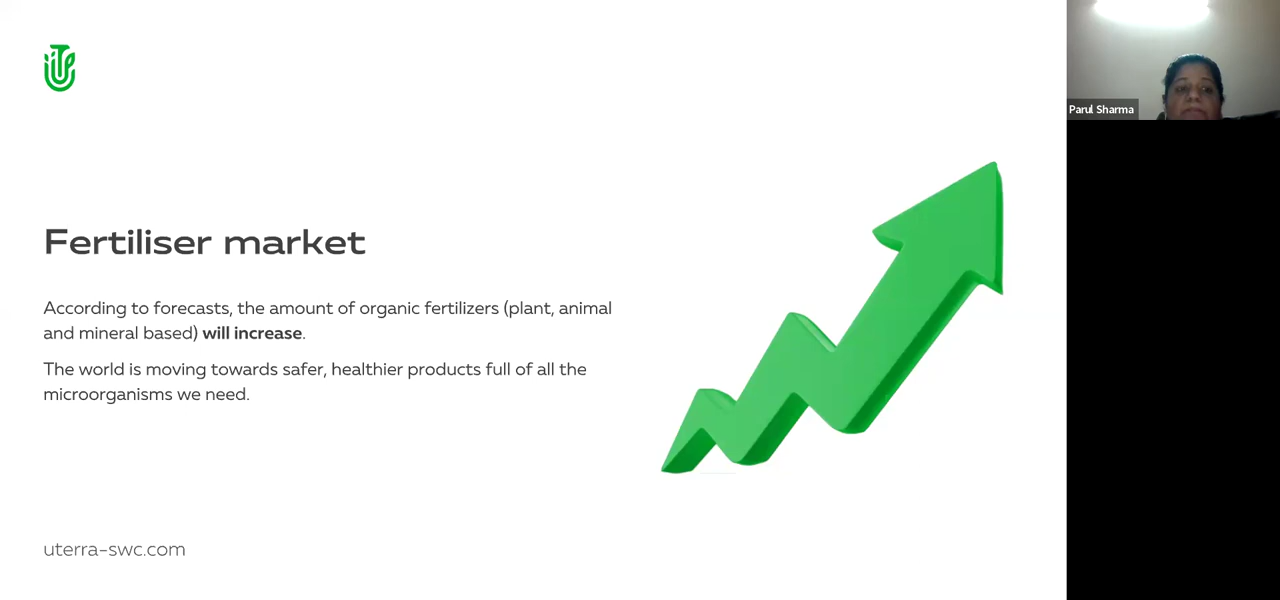 Fertiliser market
According to forecasts, the amount of organic fertilizers (plant, animal
and mineral based) will increase.
The world is moving towards safer, healthier products full of all the
microorganisms we need.
uterra-swc.com
Parul Sharma